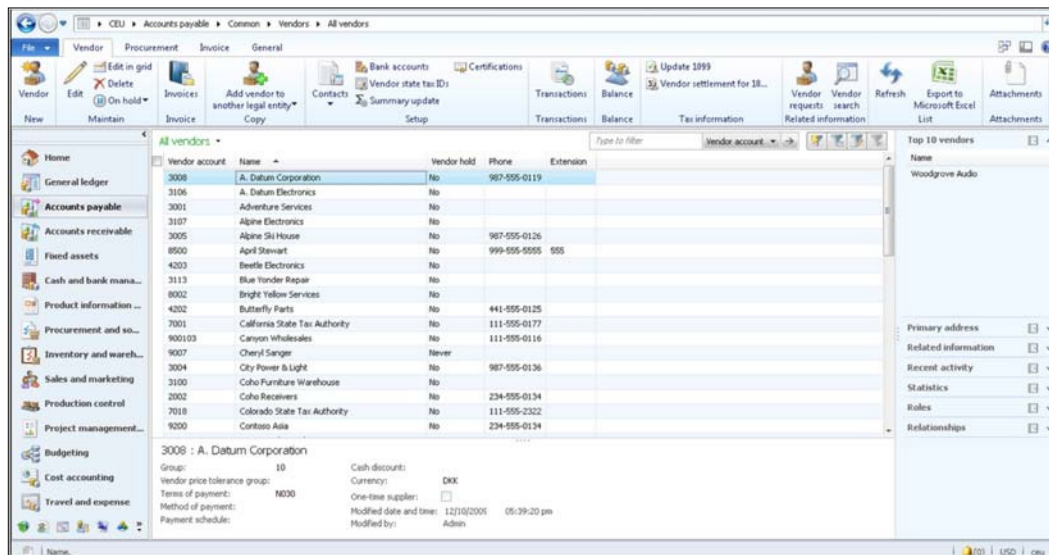 CEU ▸ Accounts payable ▸ Common ▸ Vendors ▸ All vendors
File Vendor Procurement Invoice General
Vendor
New
Edit
Edit in grid
Delete
On hold
Maintain
Invoices
Invoice
Add vendor to
another legal entity
Copy
Contacts
Bank accounts
Vendor state tax IDs
Summary update
Certifications
Setup
Transactions
Transactions
Balance
Balance
Update 1099
Vendor settlement for 18...
Tax information
Vendor
requests
Vendor
search
Related information
Refresh
Export to
Microsoft Excel
List
Attachments
Attachments
Home
General ledger
Accounts payable
Accounts receivable
Fixed assets
Cash and bank mana...
Product information ...
Procurement and so...
Inventory and wareh...
Sales and marketing
Production control
Project management...
Budgeting
Cost accounting
Travel and expense
All vendors
Type to filter
Vendor account
Vendor account Name Vendor hold Phone Extension
3008 A. Datum Corporation No 987-555-0119
3106 A. Datum Electronics No
3001 Adventure Services No
3107 Alpine Electronics No
3005 Alpine Ski House No 987-555-0126
8500 April Stewart No 999-555-5555 555
4203 Beetle Electronics No
3113 Blue Yonder Repair No
8002 Bright Yellow Services No
4202 Butterfly Parts No 441-555-0125
7001 California State Tax Authority No 111-555-0177
900103 Canyon Wholesales No 111-555-0116
9007 Cheryl Sanger Never
3004 City Power & Light No 987-555-0136
3100 Coho Furniture Warehouse No
2002 Coho Receivers No 234-555-0134
7018 Colorado State Tax Authority No 111-555-2322
9200 Contoso Asia No 234-555-0134
3008 : A. Datum Corporation
Group: 10
Vendor price tolerance group:
Terms of payment: N030
Method of payment:
Payment schedule:
Cash discount:
Currency: DKK
One-time supplier:
Modified date and time: 12/10/2009 05:39:20 pm
Modified by: Admin
Top 10 vendors
Name
Woodgrove Audio
Primary address
Related information
Recent activity
Statistics
Roles
Relationships
Name.
(0) USD ceu